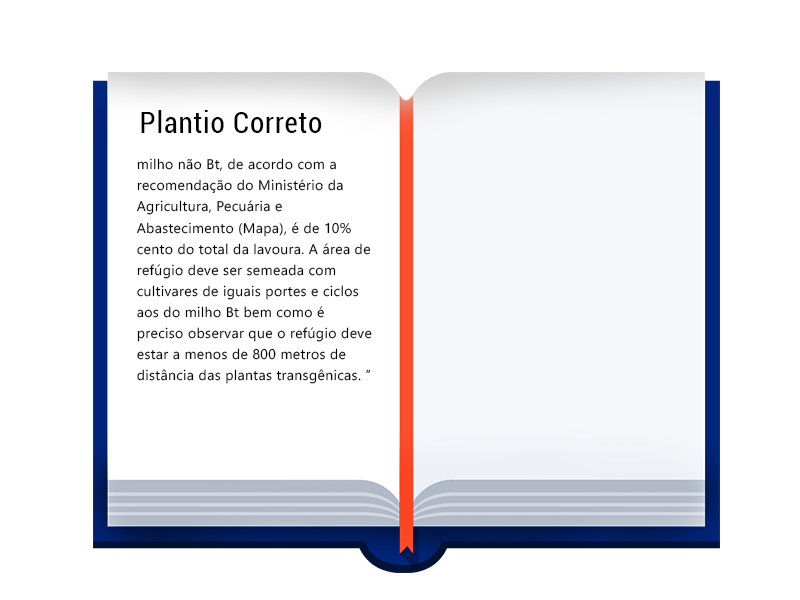 Plantio Correto
milho não Bt, de acordo com a
recomendação do Ministério da
Agricultura, Pecuária e
Abastecimento (Mapa), é de 10%
cento do total da lavoura. A área de
refúgio deve ser semeada com
cultivares de iguais portes e ciclos
aos do milho Bt bem como é
preciso observar que o refúgio deve
estar a menos de 800 metros de
distância das plantas transgênicas. ”